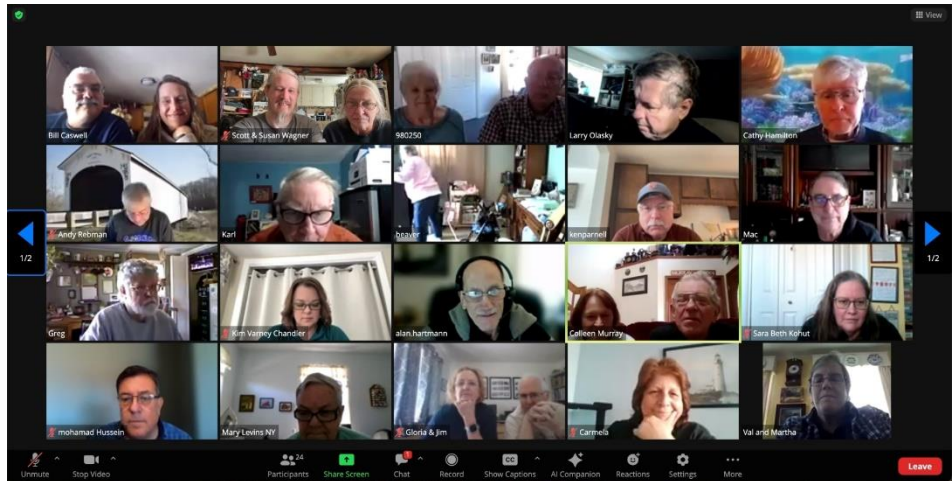 View
Bill Caswell
Scott & Susan Wagner
980250
Larry Olasky
Cathy Hamilton
Andy Rebman
Karl
beaver
kenparnell
Mac
1/2
1/2
Greg
Kim Varney Chandler
alan.hartmann
Colleen Murray
Sara Beth Kohut
mohamad Hussein
Mary Levins NY
Gloria & Jim
Carmela
Val and Martha
24
1
CC
Unmute
Stop Video
Participants
Share Screen
Chat
Record
Show Captions
AI Companion
Reactions
Settings
More
Leave